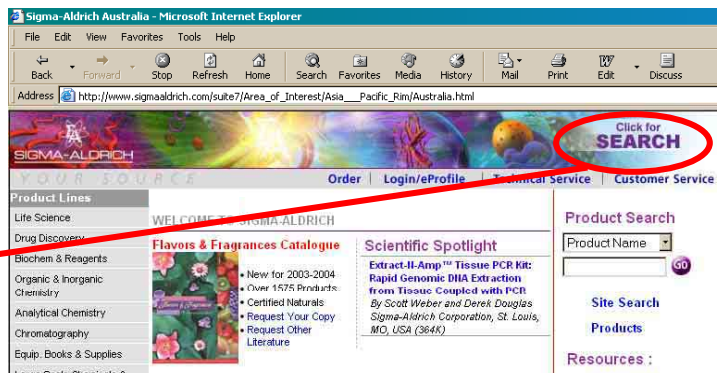 Sigma-Aldrich Australia - Microsoft Internet Explorer
File Edit View Favorites Tools Help
Back Forward Stop Refresh Home Search Favorites Media History Mail Print Edit Discuss
Address http://www.sigmaaldrich.com/suite7/Area_of_Interest/Asia___Pacific_Rim/Australia.html
SIGMA-ALDRICH
Click for
SEARCH
YOUR SOURCE
Order | Login/eProfile | Technical Service | Customer Service
Product Lines
Life Science
Drug Discovery
Biochem & Reagents
Organic & Inorganic
Chemistry
Analytical Chemistry
Chromatography
Equip. Books & Supplies
WELCOME TO SIGMA-ALDRICH
Flavors & Fragrances Catalogue
• New for 2003-2004
• Over 1575 Products
• Certified Naturals
• Request Your Copy
• Request Other
Literature
Scientific Spotlight
Extract-N-Amp™ Tissue PCR Kit:
Rapid Genomic DNA Extraction
from Tissue Coupled with PCR
By Scott Weber and Derek Douglas
Sigma-Aldrich Corporation, St. Louis,
MO, USA (364K)
Product Search
Product Name
GO
Site Search
Products
Resources :